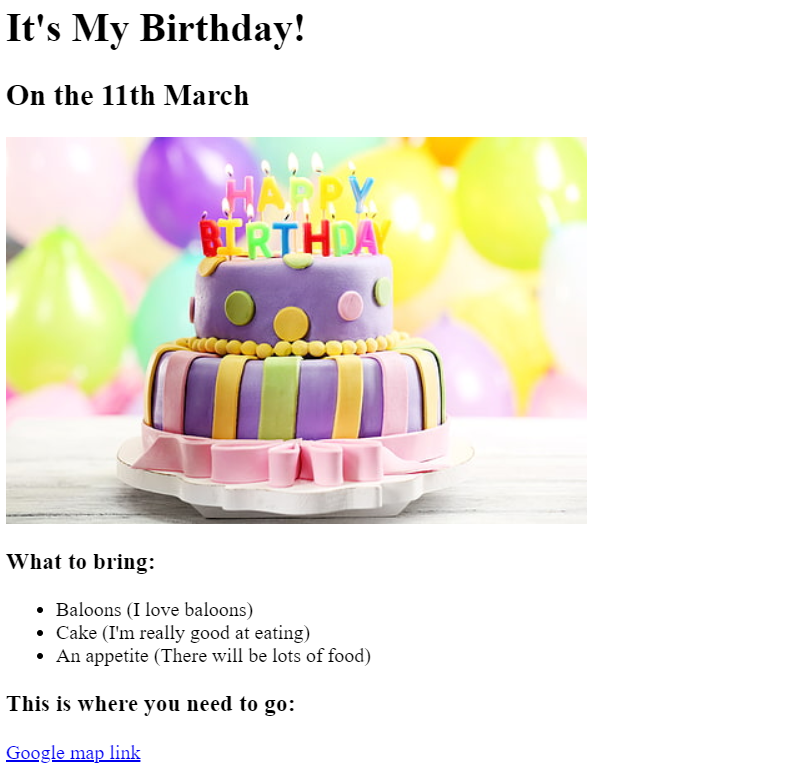 It's My Birthday!
On the 11th March
HAPPY
BIRTHDAY
What to bring:
Baloons (I love baloons)
Cake (I'm really good at eating)
An appetite (There will be lots of food)
This is where you need to go:
Google map link